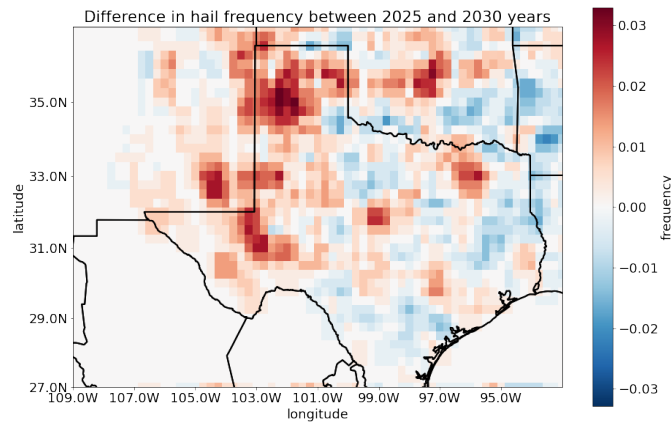 Difference in hail frequency between 2025 and 2030 years
0.03
0.02
0.01
0.00
−0.01
−0.02
−0.03
frequency
35.0N
33.0N
31.0N
29.0N
27.0N
latitude
109.0W 107.0W 105.0W 103.0W 101.0W 99.0W 97.0W 95.0W
longitude